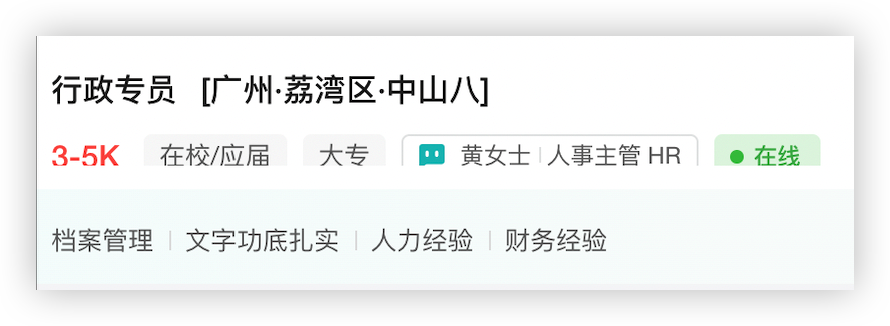 行政专员 [广州·荔湾区·中山八]
3-5K 在校/应届 大专 黄女士 | 人事主管 HR 在线
档案管理 | 文字功底扎实 | 人力经验 | 财务经验